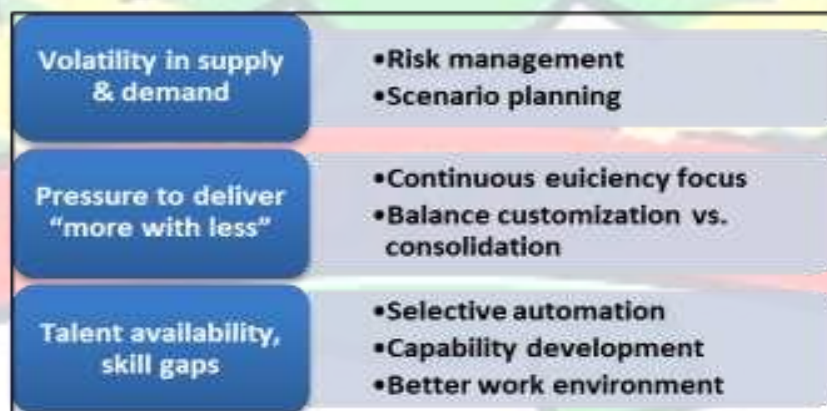 Volatility in supply
& demand
•Risk management
•Scenario planning
Pressure to deliver
“more with less”
•Continuous euiciency focus
•Balance customization vs.
consolidation
Talent availability,
skill gaps
•Selective automation
•Capability development
•Better work environment